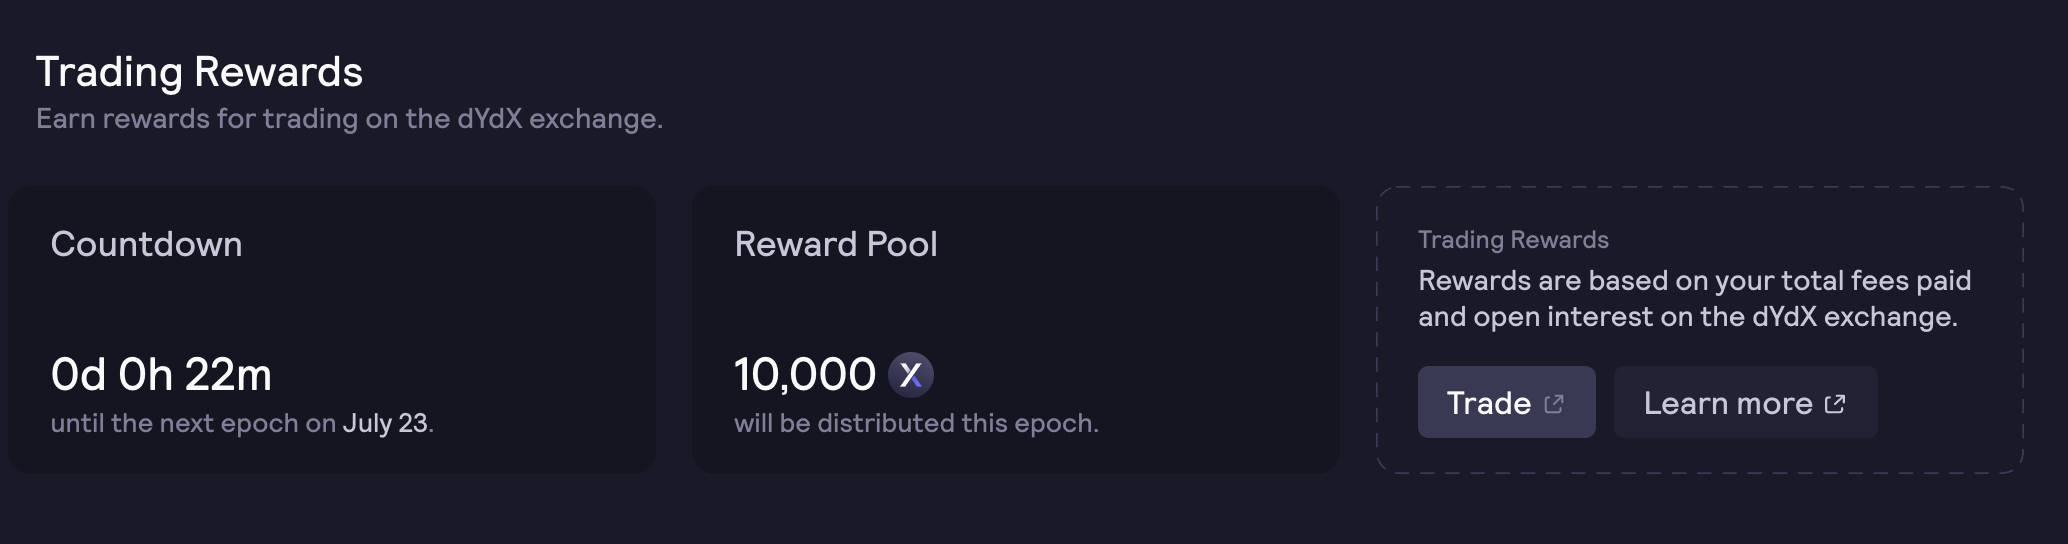 Trading Rewards
Earn rewards for trading on the dYdX exchange.
Countdown
0d 0h 22m
until the next epoch on July 23.
Reward Pool
10,000
will be distributed this epoch.
Trading Rewards
Rewards are based on your total fees paid
and open interest on the dYdX exchange.
Trade
Learn more